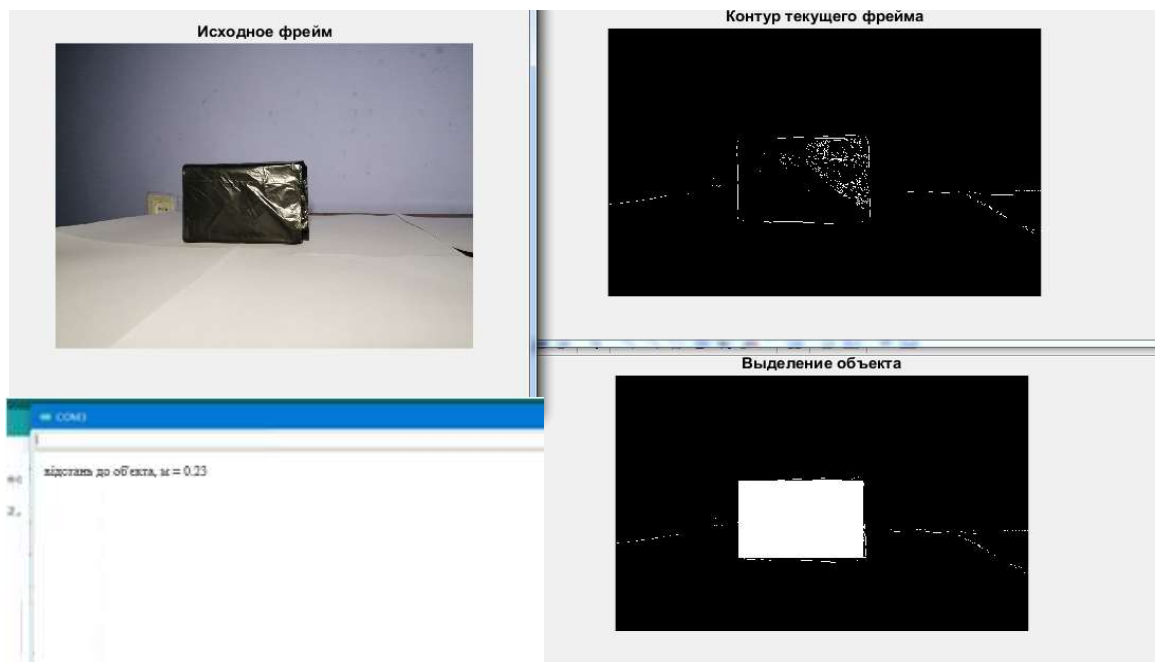 Исходное фрейм
Контур текущего фрейма
Выделение объекта
COM3
відстань до об'єкта, м = 0.23